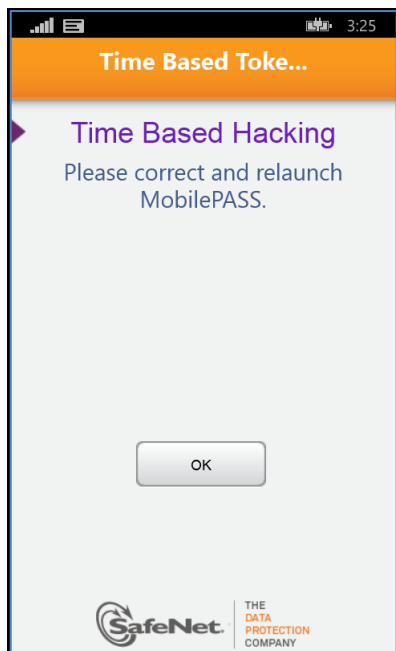 3:25
Time Based Toke...
Time Based Hacking
Please correct and relaunch
MobilePASS.
OK
SafeNet.
THE
DATA
PROTECTION
COMPANY